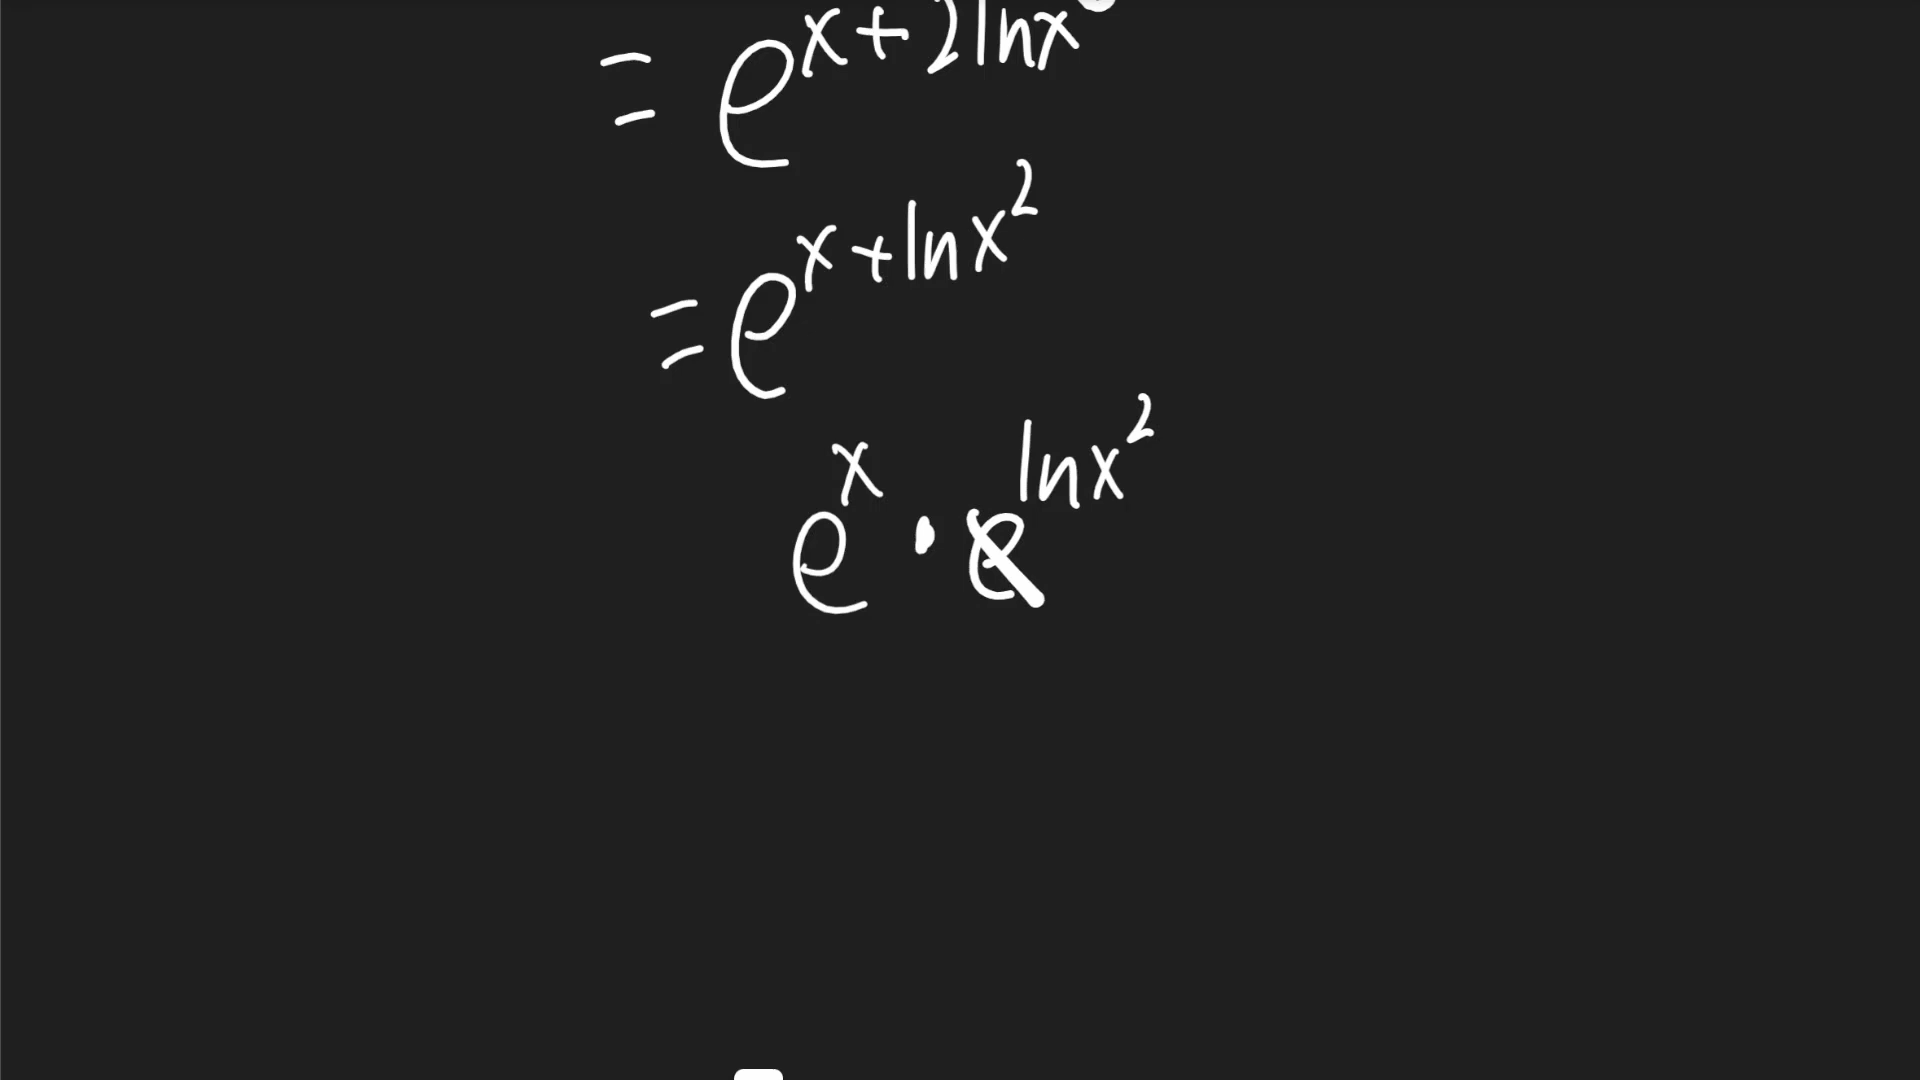 = e^{x+2lnx}
= e^{x+lnx^2}
e^x · e^{lnx^2}